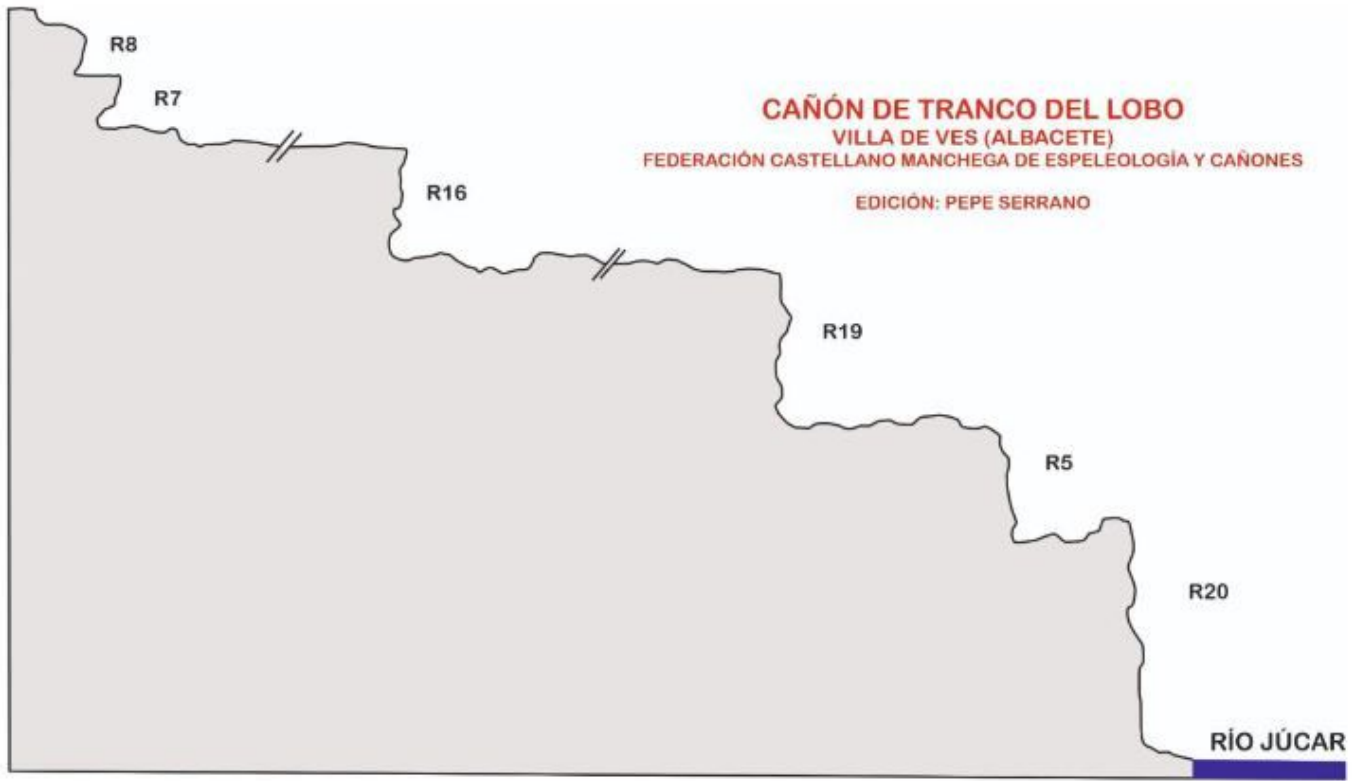 R8
R7
CAÑÓN DE TRANCO DEL LOBO
VILLA DE VES (ALBACETE)
FEDERACIÓN CASTELLANO MANCHEGA DE ESPELEOLOGÍA Y CAÑONES
EDICIÓN: PEPE SERRANO
R16
R19
R5
R20
RÍO JÚCAR